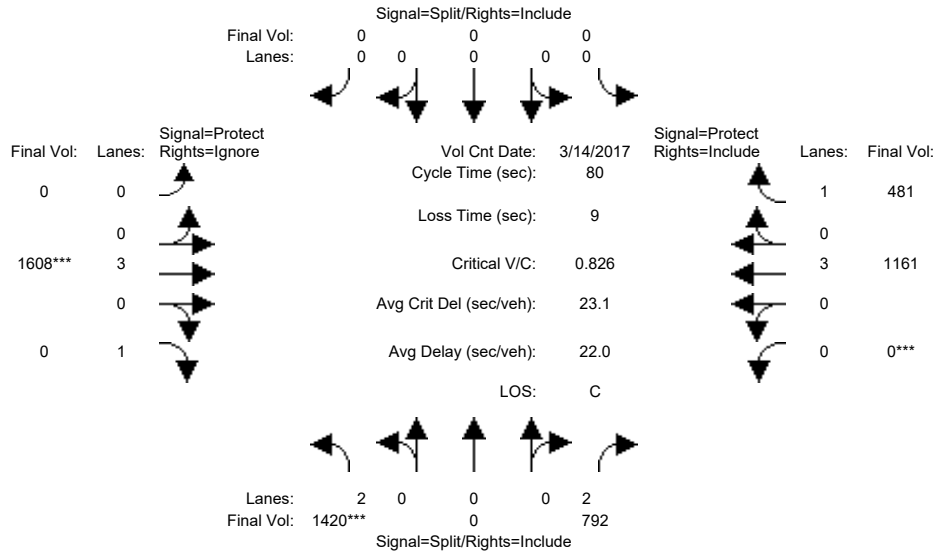 Signal=Split/Rights=Include
Final Vol: 0 0 0
Lanes: 0 0 0 0 0
Signal=Protect Signal=Protect
Final Vol: Lanes: Rights=Ignore Vol Cnt Date: 3/14/2017 Rights=Include Lanes: Final Vol:
Cycle Time (sec): 80
0 0 1 481
Loss Time (sec): 9
0 0
1608*** 3 Critical V/C: 0.826 3 1161
0 Avg Crit Del (sec/veh): 23.1 0
0 1 Avg Delay (sec/veh): 22.0 0 0***
LOS: C
Lanes: 2 0 0 0 2
Final Vol: 1420*** 0 792
Signal=Split/Rights=Include